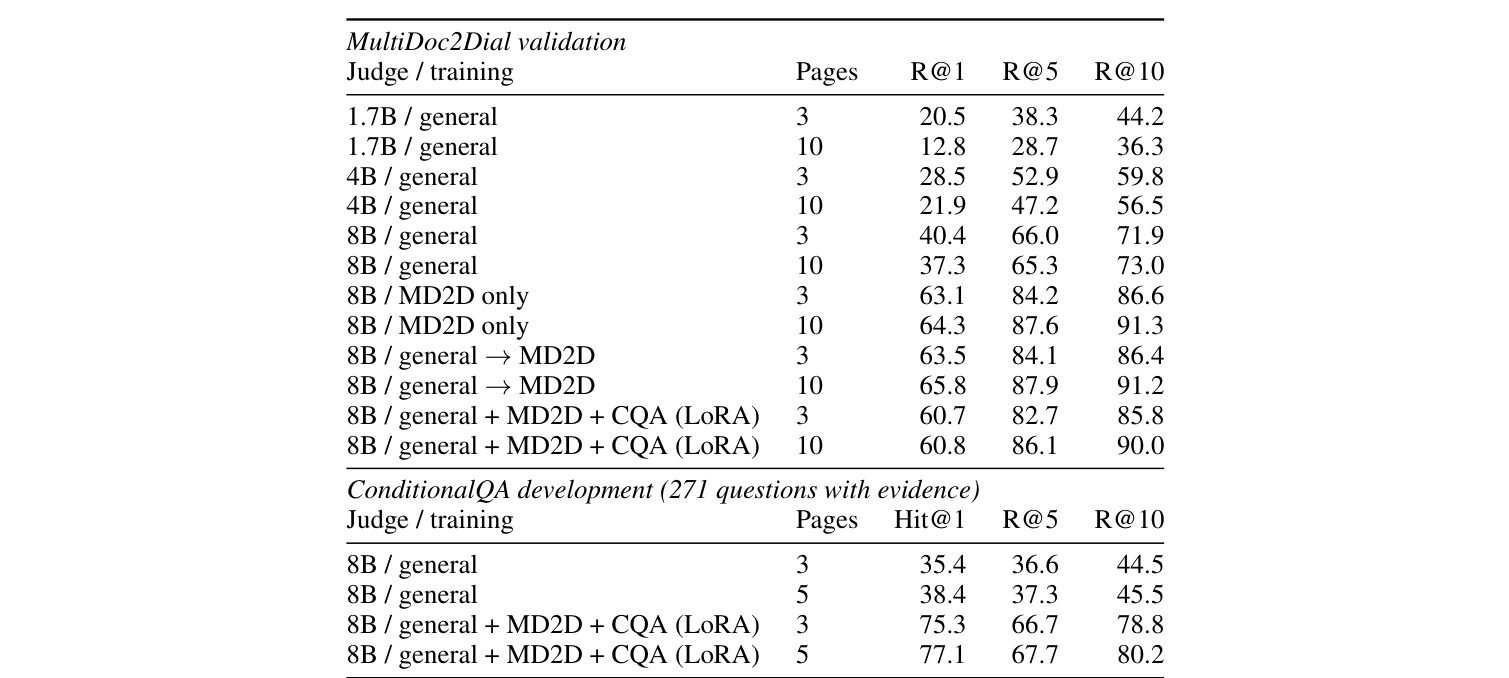 MultiDoc2Dial validation
Judge / training Pages R@1 R@5 R@10
1.7B / general 3 20.5 38.3 44.2
1.7B / general 10 12.8 28.7 36.3
4B / general 3 28.5 52.9 59.8
4B / general 10 21.9 47.2 56.5
8B / general 3 40.4 66.0 71.9
8B / general 10 37.3 65.3 73.0
8B / MD2D only 3 63.1 84.2 86.6
8B / MD2D only 10 64.3 87.6 91.3
8B / general → MD2D 3 63.5 84.1 86.4
8B / general → MD2D 10 65.8 87.9 91.2
8B / general + MD2D + CQA (LoRA) 3 60.7 82.7 85.8
8B / general + MD2D + CQA (LoRA) 10 60.8 86.1 90.0
ConditionalQA development (271 questions with evidence)
Judge / training Pages Hit@1 R@5 R@10
8B / general 3 35.4 36.6 44.5
8B / general 5 38.4 37.3 45.5
8B / general + MD2D + CQA (LoRA) 3 75.3 66.7 78.8
8B / general + MD2D + CQA (LoRA) 5 77.1 67.7 80.2